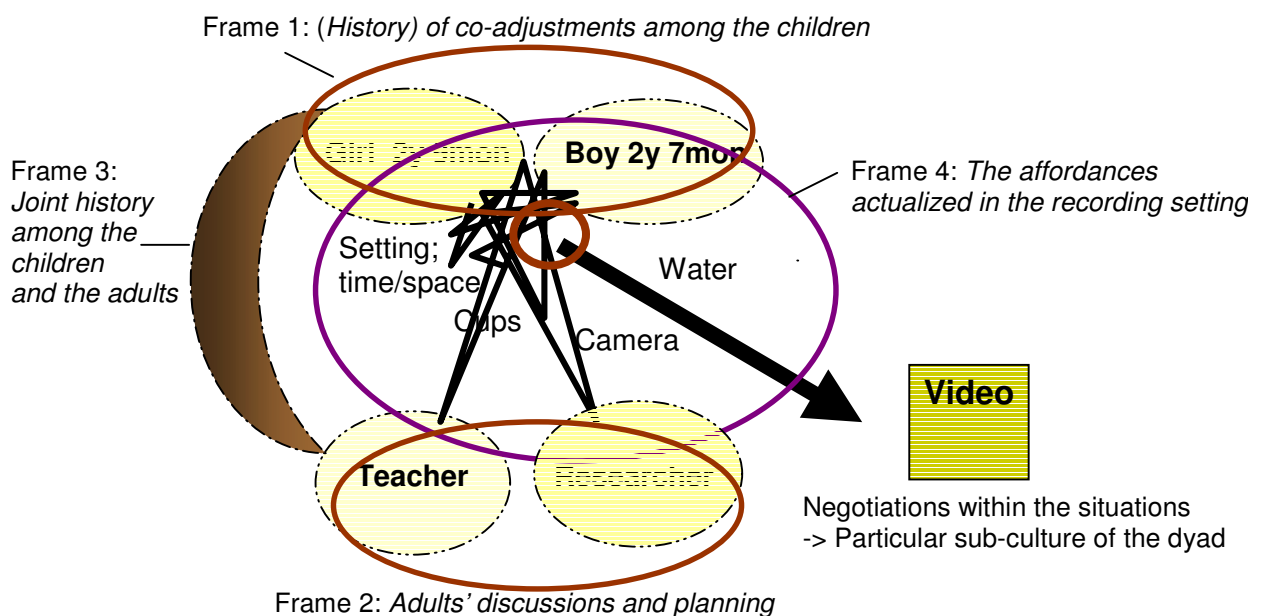 Frame 1: (History) of co-adjustments among the children
Boy 2y 7mon
Frame 3:
Joint history
among the
children
and the adults
Frame 4: The affordances
actualized in the recording setting
Setting;
time/space
Water
Cups
Camera
Video
Teacher
Researcher
Negotiations within the situations
-> Particular sub-culture of the dyad
Frame 2: Adults' discussions and planning